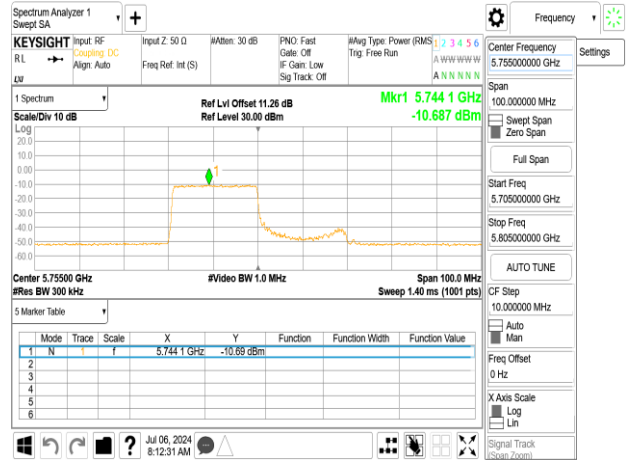 Spectrum Analyzer 1
Swept SA
+
Frequency
KEYSIGHT
Input: RF
Input Z: 50 Ω
#Atten: 30 dB
PNO: Fast
#Avg Type: Power (RMS
1 2 3 4 5 6
RL
Coupling: DC
Gate: Off
Trig: Free Run
A W W W W W
Align: Auto
Freq Ref: Int (S)
IF Gain: Low
Sig Track: Off
A N N N N N
LXI
1 Spectrum
Scale/Div 10 dB
Ref Lvl Offset 11.26 dB
Ref Level 30.00 dBm
Mkr1 5.744 1 GHz
-10.687 dBm
Log
20.0
10.0
0.00
-10.0
-20.0
-30.0
-40.0
-50.0
-60.0
1
Center 5.75500 GHz
#Video BW 1.0 MHz
Span 100.0 MHz
#Res BW 300 kHz
Sweep 1.40 ms (1001 pts)
5 Marker Table
Mode Trace Scale X Y Function Function Width Function Value
1 N 1 f 5.744 1 GHz -10.69 dBm
2
3
4
5
6
Jul 06, 2024
8:12:31 AM
?
Center Frequency
5.755000000 GHz
Settings
Span
100.000000 MHz
Swept Span
Zero Span
Full Span
Start Freq
5.705000000 GHz
Stop Freq
5.805000000 GHz
AUTO TUNE
CF Step
10.000000 MHz
Auto
Man
Freq Offset
0 Hz
X Axis Scale
Log
Lin
Signal Track
(Span Zoom)